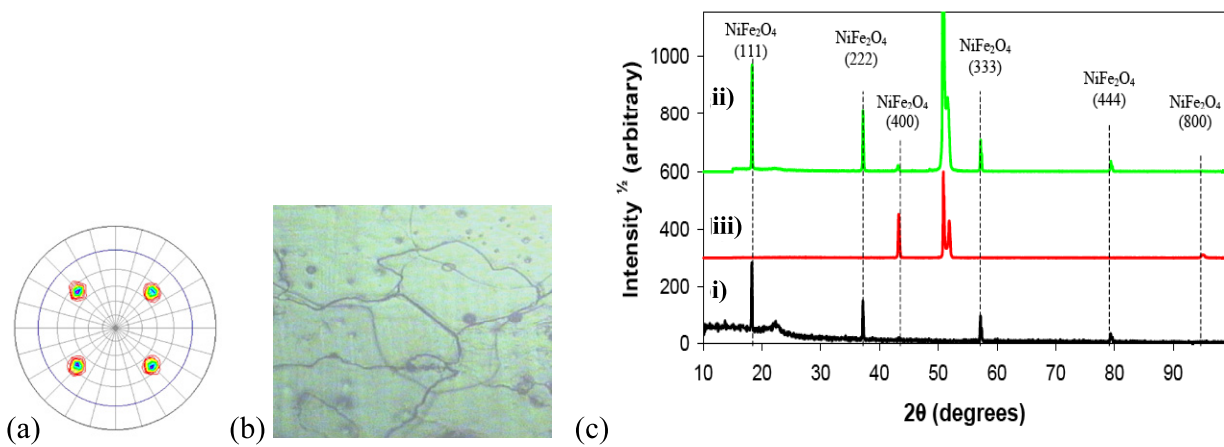 (a)
(b)
(c)
Intensity ½ (arbitrary)
1000
800
600
400
200
0
NiFe₂O₄
(111)
NiFe₂O₄
(222)
NiFe₂O₄
(400)
NiFe₂O₄
(333)
NiFe₂O₄
(444)
NiFe₂O₄
(800)
ii)
iii)
i)
10 20 30 40 50 60 70 80 90
2θ (degrees)